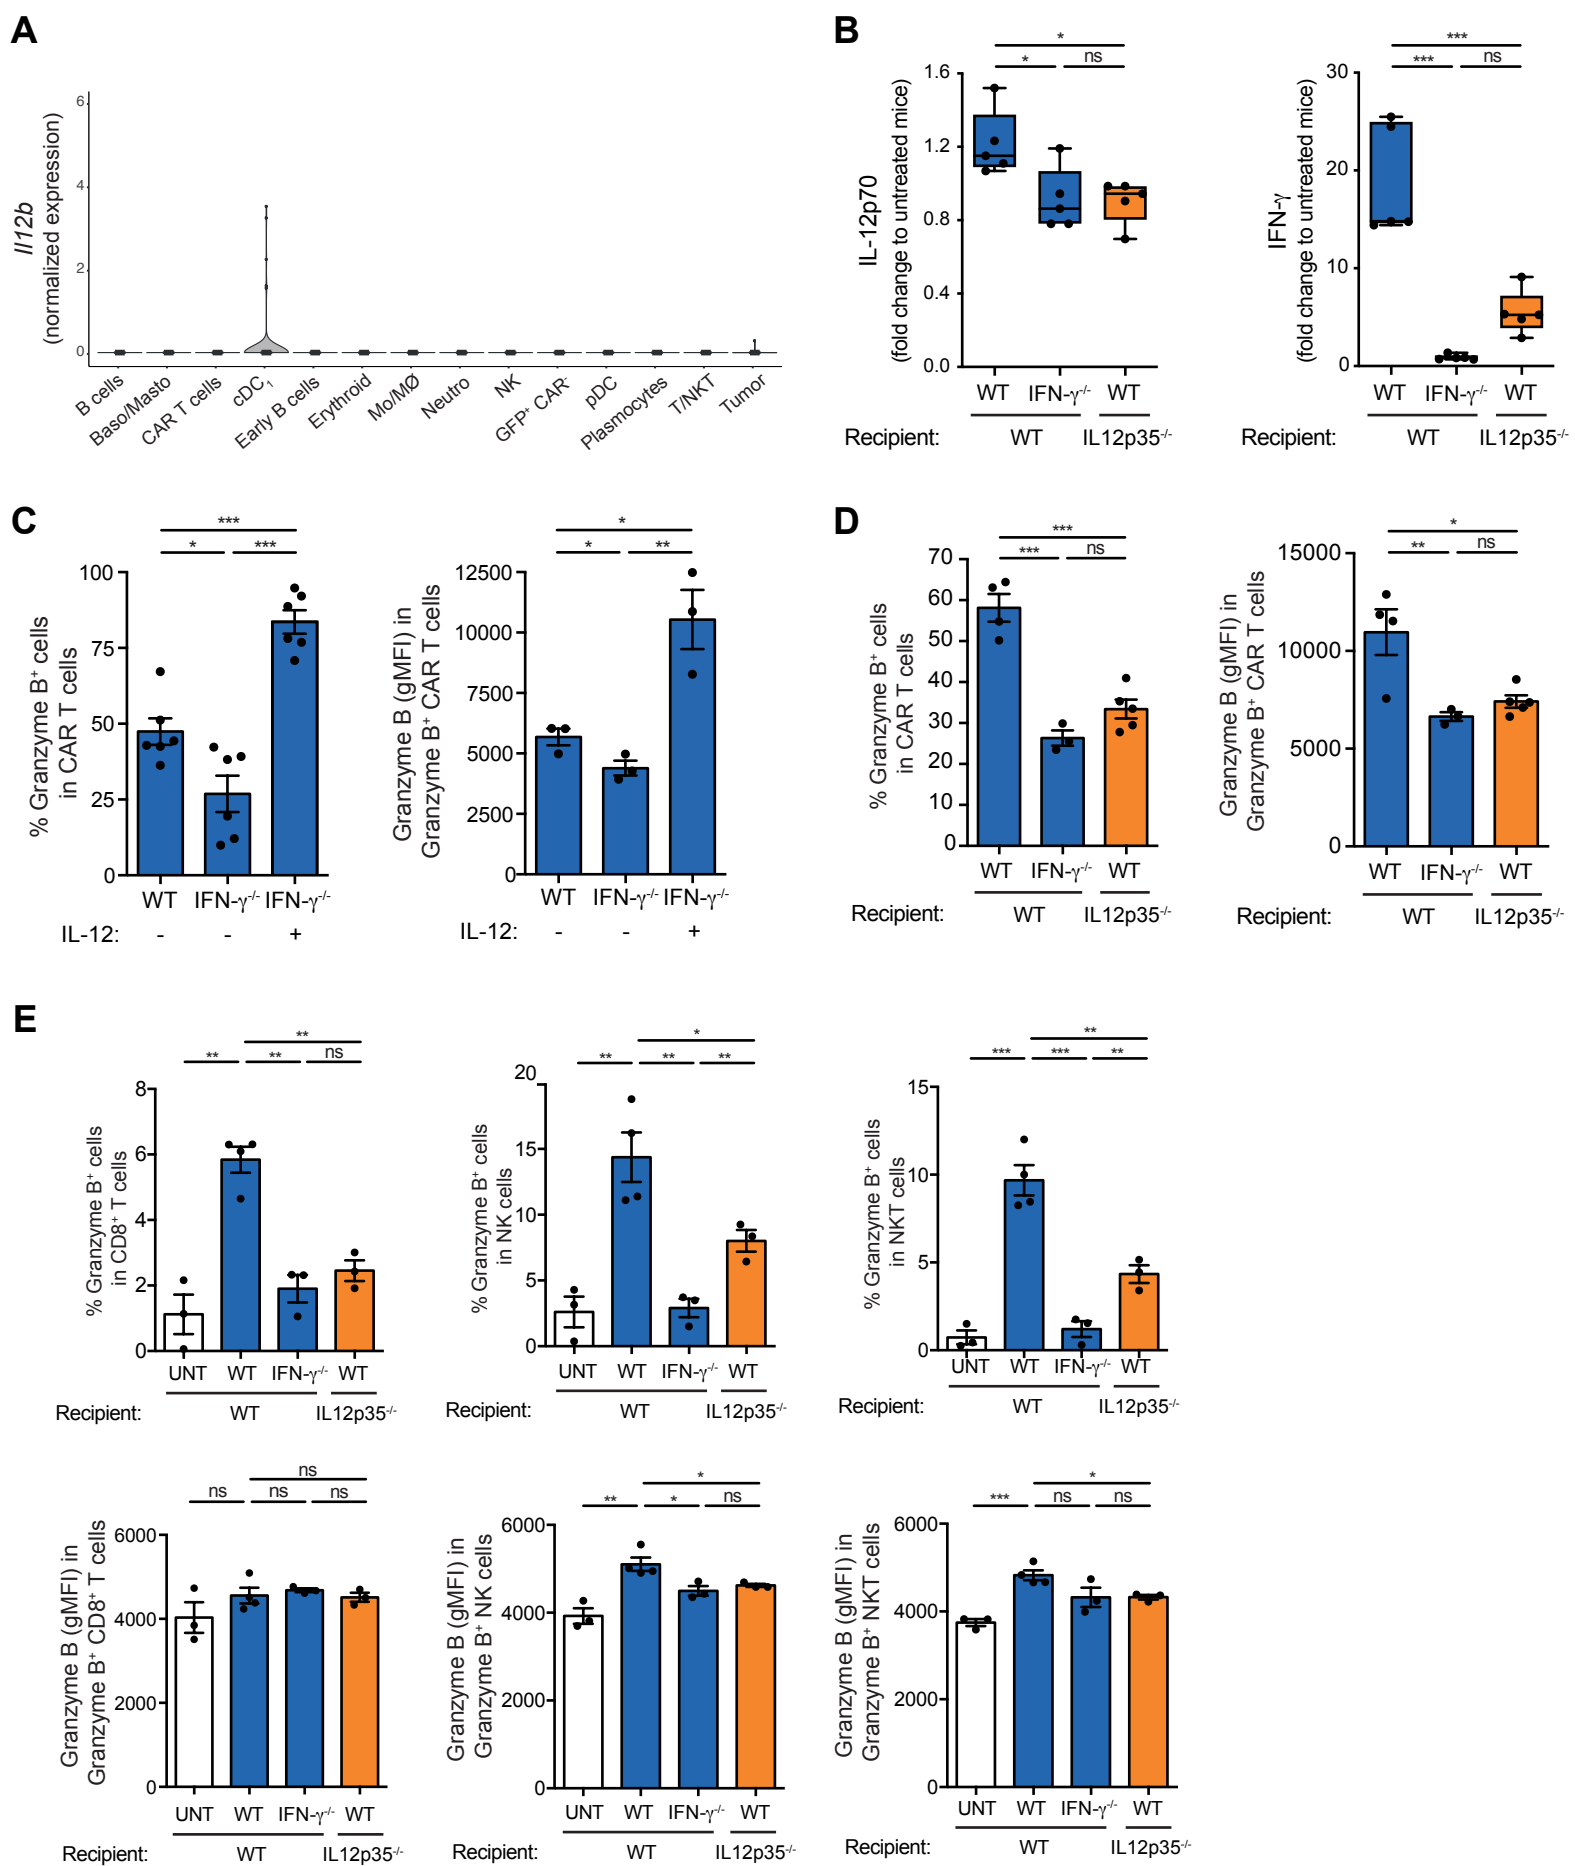 A
Il12b
(normalized expression)
6
4
2
0
B cells
Baso/Masto
CAR T cells
cDC₁
Early B cells
Erythroid
Mo/MØ
Neutro
NK
GFP⁺ CAR⁻
pDC
Plasmocytes
T/NKT
Tumor
B
*
* ns
IL-12p70
(fold change to untreated mice)
1.6
1.2
0.8
0.4
0.0
WT IFN-γ⁻/⁻ WT
Recipient: WT IL12p35⁻/⁻
***
*** ns
IFN-γ
(fold change to untreated mice)
30
20
10
0
WT IFN-γ⁻/⁻ WT
Recipient: WT IL12p35⁻/⁻
C
***
* ***
% Granzyme B⁺ cells
in CAR T cells
100
75
50
25
0
WT IFN-γ⁻/⁻ IFN-γ⁻/⁻
IL-12: - - +
*
* **
Granzyme B (gMFI) in
Granzyme B⁺ CAR T cells
12500
10000
7500
5000
2500
0
WT IFN-γ⁻/⁻ IFN-γ⁻/⁻
IL-12: - - +
D
***
*** ns
% Granzyme B⁺ cells
in CAR T cells
70
60
50
40
30
20
10
0
WT IFN-γ⁻/⁻ WT
Recipient: WT IL12p35⁻/⁻
*
** ns
Granzyme B (gMFI) in
Granzyme B⁺ CAR T cells
15000
10000
5000
0
WT IFN-γ⁻/⁻ WT
Recipient: WT IL12p35⁻/⁻
E
**
** ** ns
% Granzyme B⁺ cells
in CD8⁺ T cells
8
6
4
2
0
UNT WT IFN-γ⁻/⁻ WT
Recipient: WT IL12p35⁻/⁻
*
** ** **
% Granzyme B⁺ cells
in NK cells
20
15
10
5
0
UNT WT IFN-γ⁻/⁻ WT
Recipient: WT IL12p35⁻/⁻
**
*** *** **
% Granzyme B⁺ cells
in NKT cells
15
10
5
0
UNT WT IFN-γ⁻/⁻ WT
Recipient: WT IL12p35⁻/⁻
ns
ns ns ns
Granzyme B (gMFI) in
Granzyme B⁺ CD8⁺ T cells
6000
4000
2000
0
UNT WT IFN-γ⁻/⁻ WT
Recipient: WT IL12p35⁻/⁻
*
** * ns
Granzyme B (gMFI) in
Granzyme B⁺ NK cells
6000
4000
2000
0
UNT WT IFN-γ⁻/⁻ WT
Recipient: WT IL12p35⁻/⁻
*
*** ns ns
Granzyme B (gMFI) in
Granzyme B⁺ NKT cells
6000
4000
2000
0
UNT WT IFN-γ⁻/⁻ WT
Recipient: WT IL12p35⁻/⁻